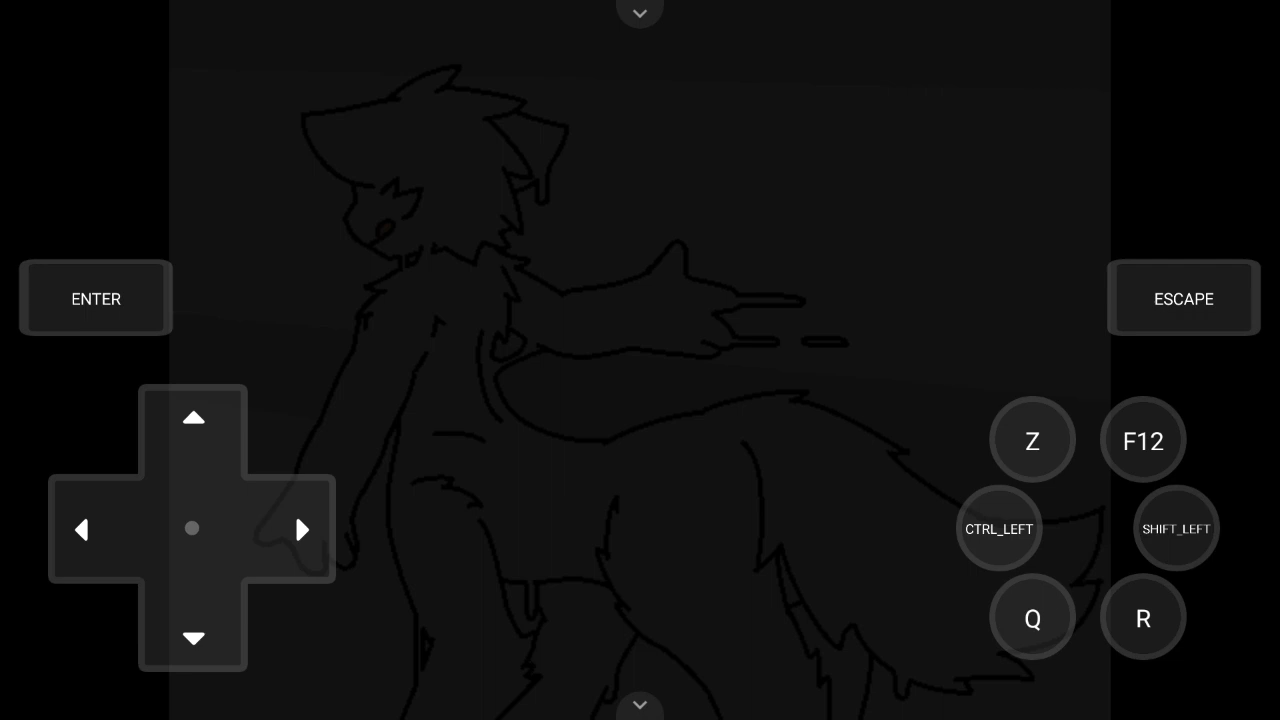 ENTER
ESCAPE
Z
F12
CTRL_LEFT
SHIFT_LEFT
Q
R